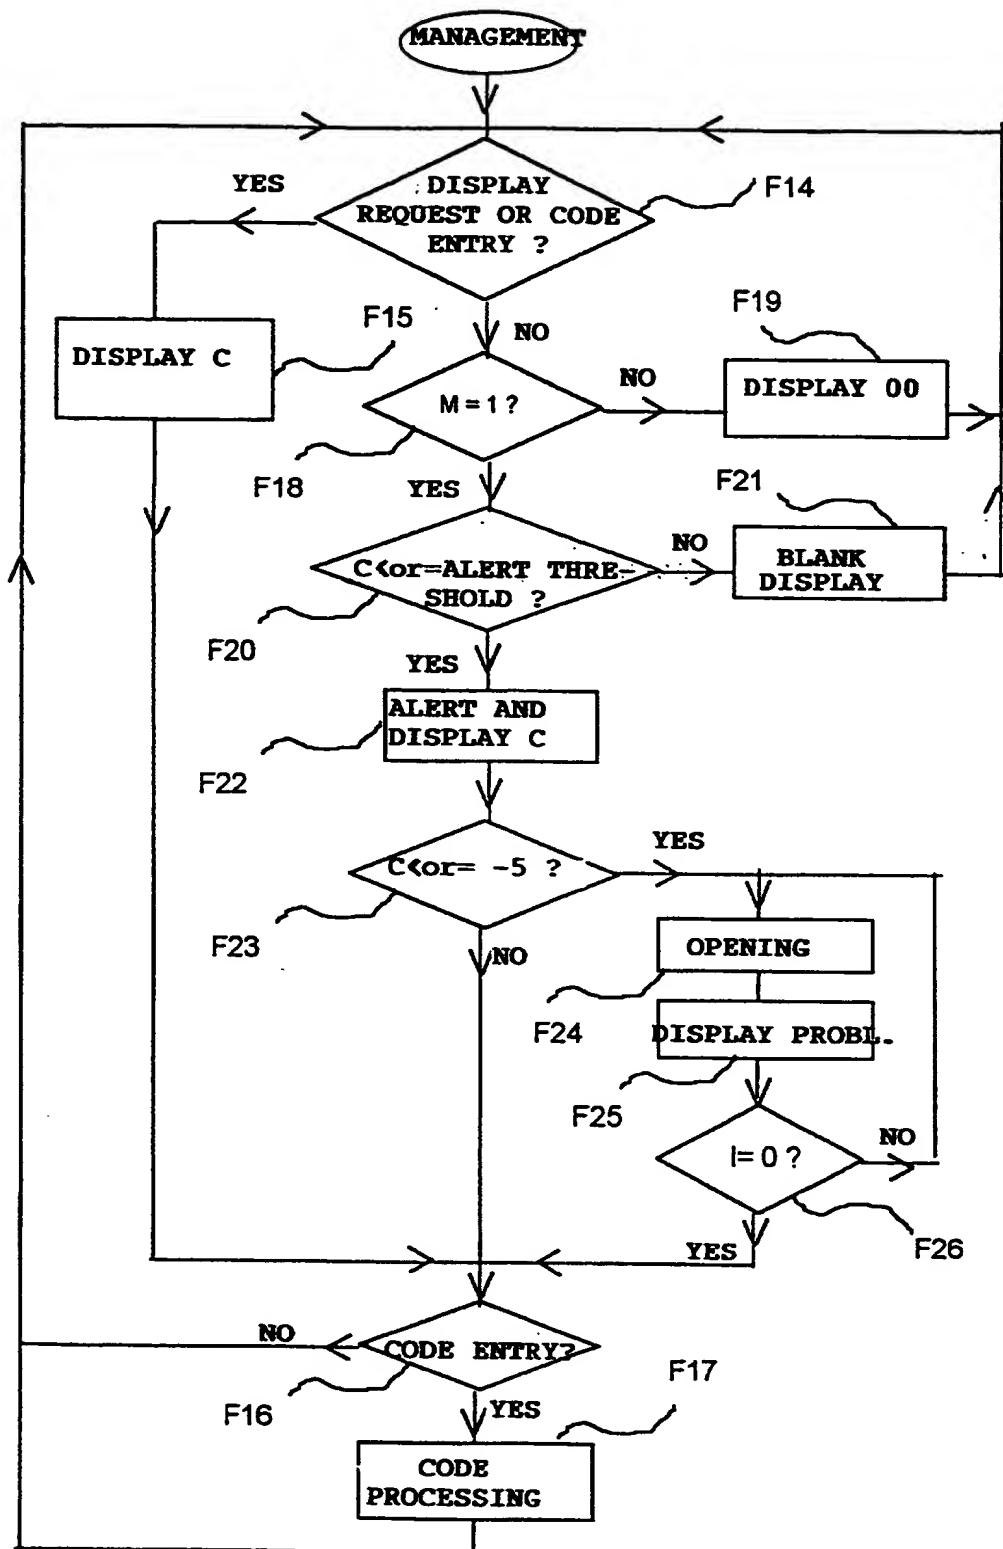 MANAGEMENT
YES
DISPLAY
REQUEST OR CODE
ENTRY ?
F14
F15
DISPLAY C
NO
F19
DISPLAY 00
NO
M = 1 ?
F18
YES
F21
C<or=ALERT THRE-
SHOLD ?
NO
BLANK
DISPLAY
F20
YES
ALERT AND
DISPLAY C
F22
C<or= -5 ?
YES
F23
NO
OPENING
F24
DISPLAY PROBL.
F25
I= 0 ?
NO
F26
YES
NO
CODE ENTRY?
F16
YES
F17
CODE
PROCESSING